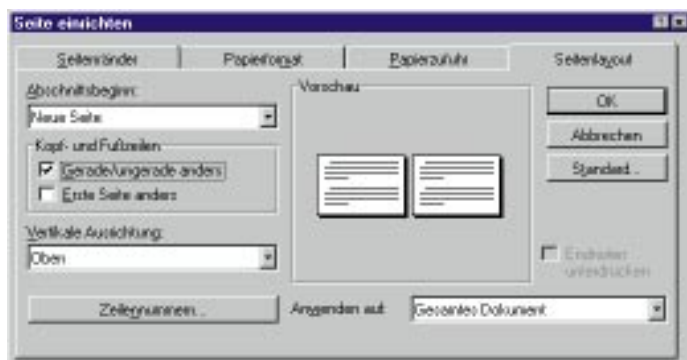 Seite einrichten
Seitenränder
Papierformat
Papierzufuhr
Seitenlayout
Abschnittsbeginn:
Neue Seite
Kopf- und Fußzeilen
Gerade/ungerade anders
Erste Seite anders
Vertikale Ausrichtung:
Oben
Zeilennummern...
Vorschau
Anwenden auf:
Gesamtes Dokument
OK
Abbrechen
Standard...
Endnoten
unterdrücken